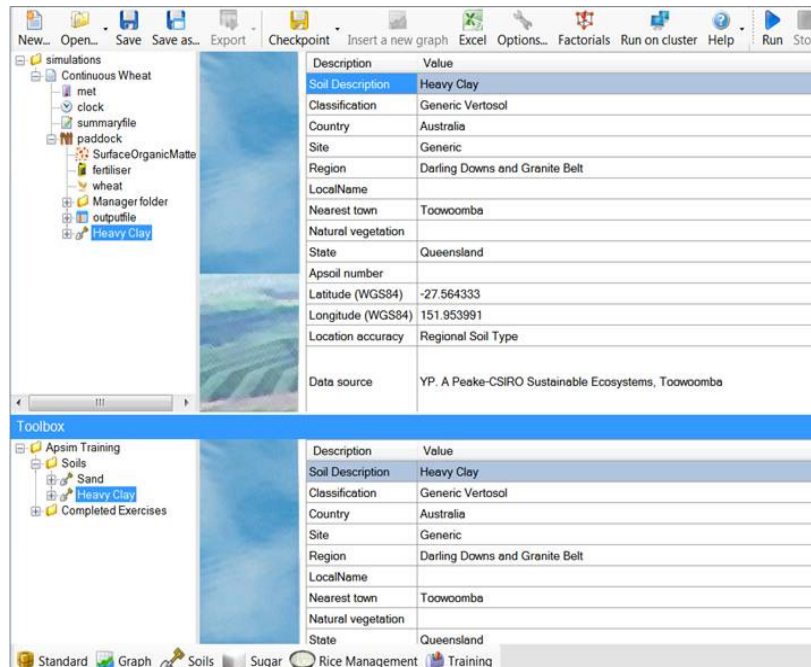 New... Open... Save Save as... Export Checkpoint Insert a new graph Excel Options... Factorials Run on cluster Help Run Sto
simulations
Continuous Wheat
met
clock
summaryfile
paddock
SurfaceOrganicMatte
fertiliser
wheat
Manager folder
outputfile
Heavy Clay
Description Value
Soil Description Heavy Clay
Classification Generic Vertosol
Country Australia
Site Generic
Region Darling Downs and Granite Belt
LocalName
Nearest town Toowoomba
Natural vegetation
State Queensland
Apsoil number
Latitude (WGS84) -27.564333
Longitude (WGS84) 151.953991
Location accuracy Regional Soil Type
Data source YP. A Peake-CSIRO Sustainable Ecosystems, Toowoomba
Toolbox
Apsim Training
Soils
Sand
Heavy Clay
Completed Exercises
Description Value
Soil Description Heavy Clay
Classification Generic Vertosol
Country Australia
Site Generic
Region Darling Downs and Granite Belt
LocalName
Nearest town Toowoomba
Natural vegetation
State Queensland
Standard Graph Soils Sugar Rice Management Training